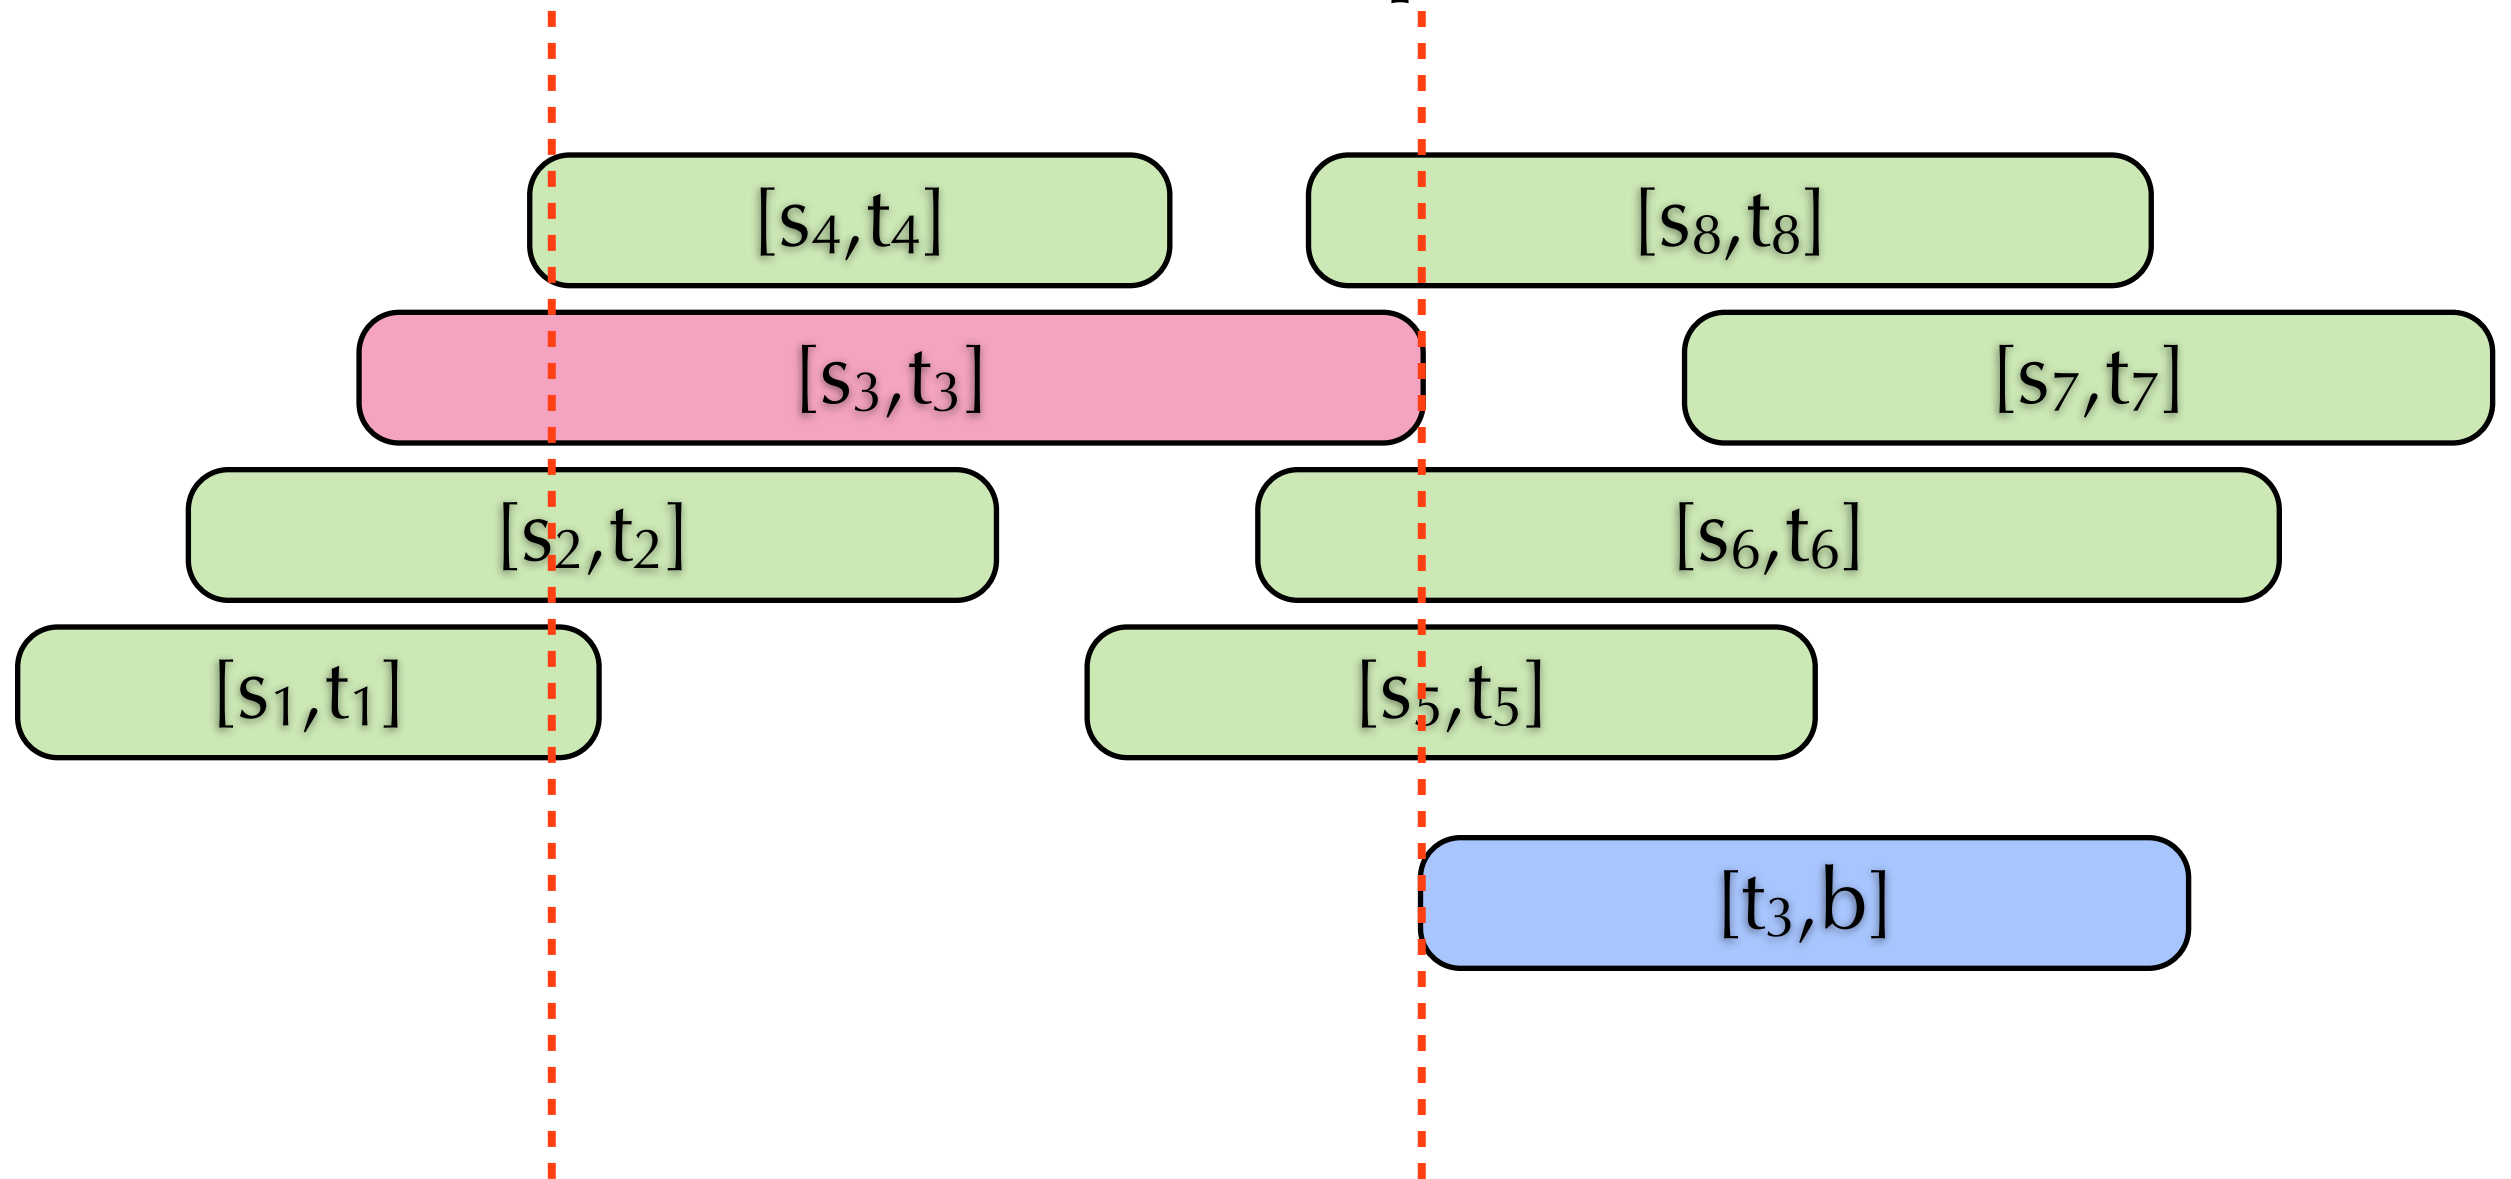 [s₄,t₄] [s₈,t₈]
[s₃,t₃] [s₇,t₇]
[s₂,t₂] [s₆,t₆]
[s₁,t₁] [s₅,t₅]
[t₃,b]